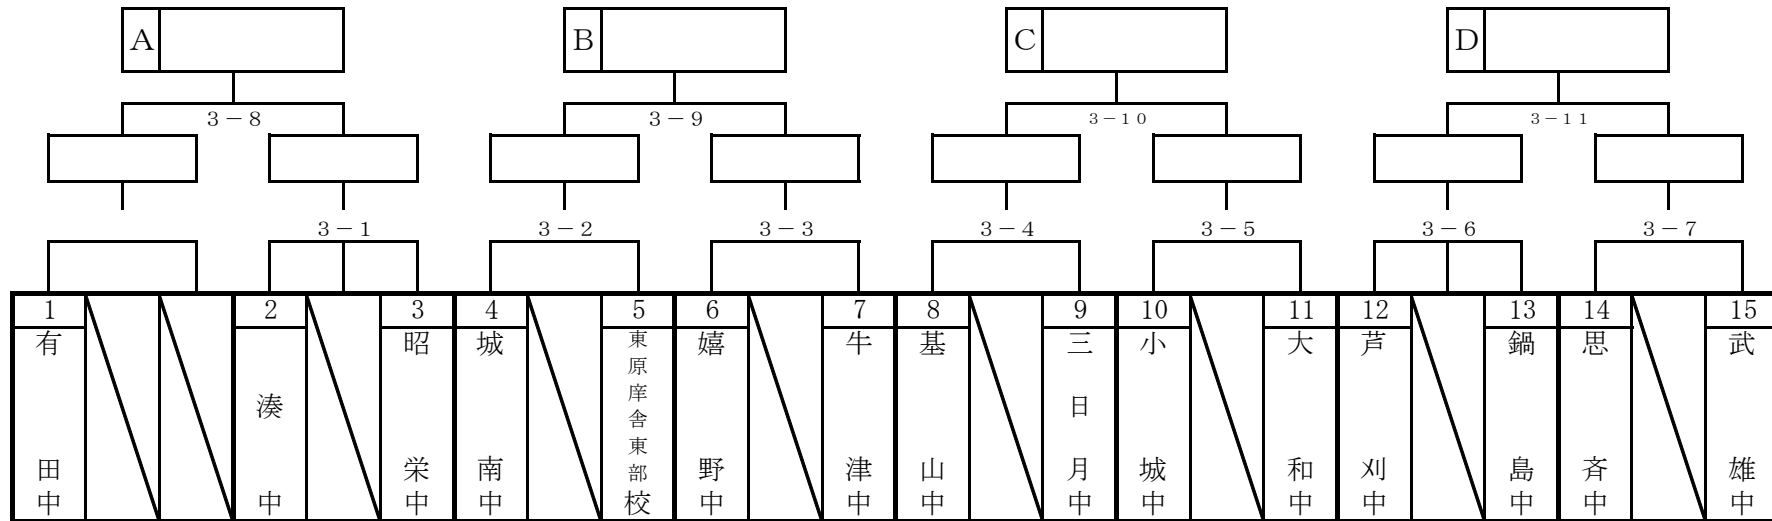 A B C D
3－8 3－9 3－10 3－11
3－1 3－2 3－3 3－4 3－5 3－6 3－7
1 2 3 4 5 6 7 8 9 10 11 12 13 14 15
有田中
湊中
昭栄中
城南中
東原庠舎東部校
嬉野中
牛津中
基山中
三日月中
小城中
大和中
芦刈中
鍋島中
思斉中
武雄中